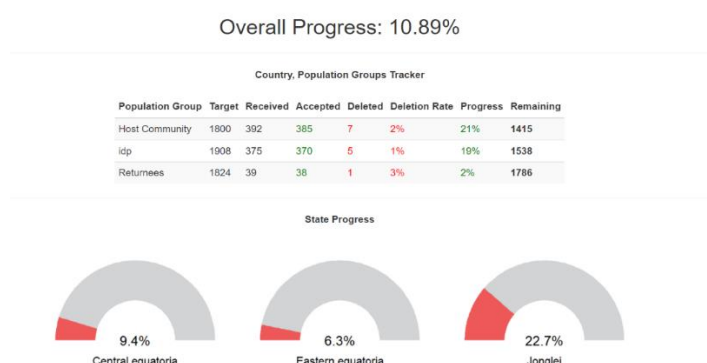 Overall Progress: 10.89%
Country, Population Groups Tracker
Population Group Target Received Accepted Deleted Deletion Rate Progress Remaining
Host Community 1800 392 385 7 2% 21% 1415
idp 1908 375 370 5 1% 19% 1538
Returnees 1824 39 38 1 3% 2% 1786
State Progress
9.4% 6.3% 22.7%
Central equatoria Eastern equatoria Jonglei